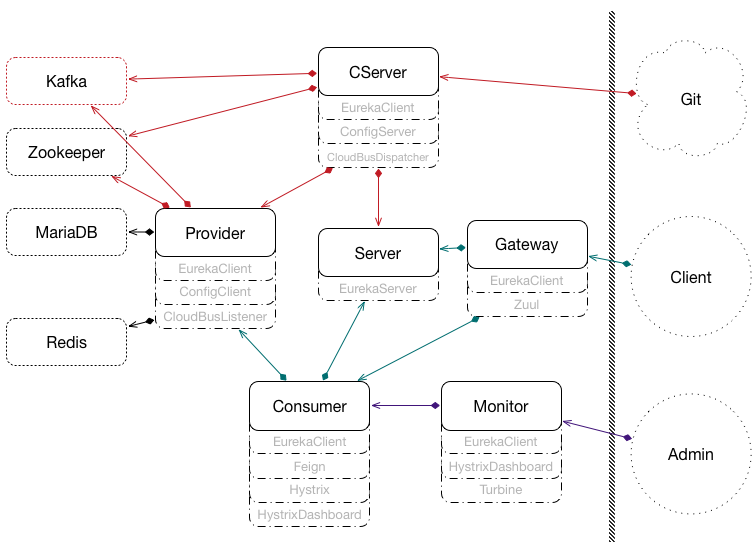 Kafka
CServer
EurekaClient
ConfigServer
CloudBusDispatcher
Git
Zookeeper
MariaDB
Provider
EurekaClient
ConfigClient
CloudBusListener
Server
EurekaServer
Gateway
EurekaClient
Zuul
Client
Redis
Consumer
EurekaClient
Feign
Hystrix
HystrixDashboard
Monitor
EurekaClient
HystrixDashboard
Turbine
Admin